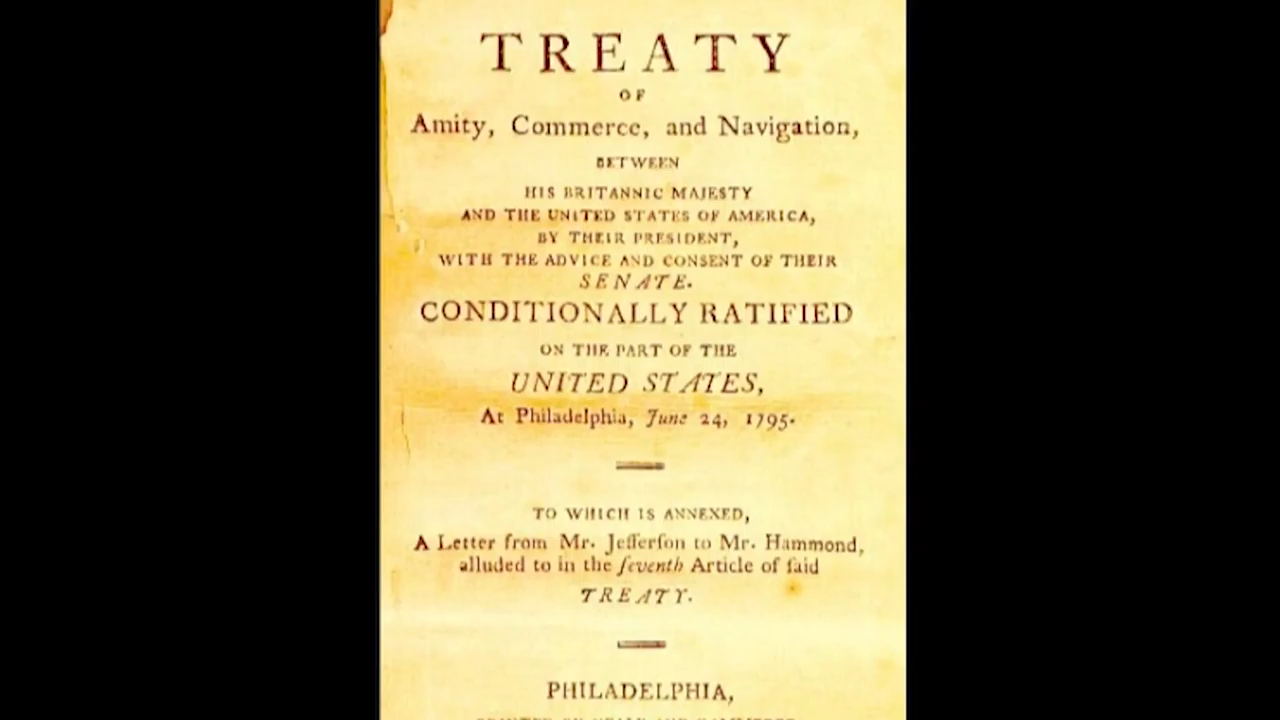 TREATY
OF
Amity, Commerce, and Navigation,
BETWEEN
HIS BRITANNIC MAJESTY
AND THE UNITED STATES OF AMERICA,
BY THEIR PRESIDENT,
WITH THE ADVICE AND CONSENT OF THEIR
SENATE.
CONDITIONALLY RATIFIED
ON THE PART OF THE
UNITED STATES,
At Philadelphia, June 24, 1795.
TO WHICH IS ANNEXED,
A Letter from Mr. Jefferſon to Mr. Hammond,
alluded to in the ſeventh Article of ſaid
TREATY.
PHILADELPHIA,